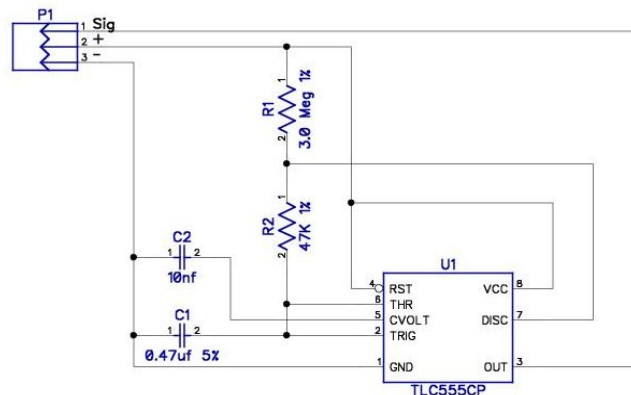 P1
1 Sig
2 +
3 -
1
R1
3.0 Meg 1%
2
1
R2
47K 1%
2
C2
1 2
10nf
C1
1 2
0.47uf 5%
U1
4 RST
6 THR
5 CVOLT
2 TRIG
1 GND
VCC 8
DISC 7
OUT 3
TLC555CP